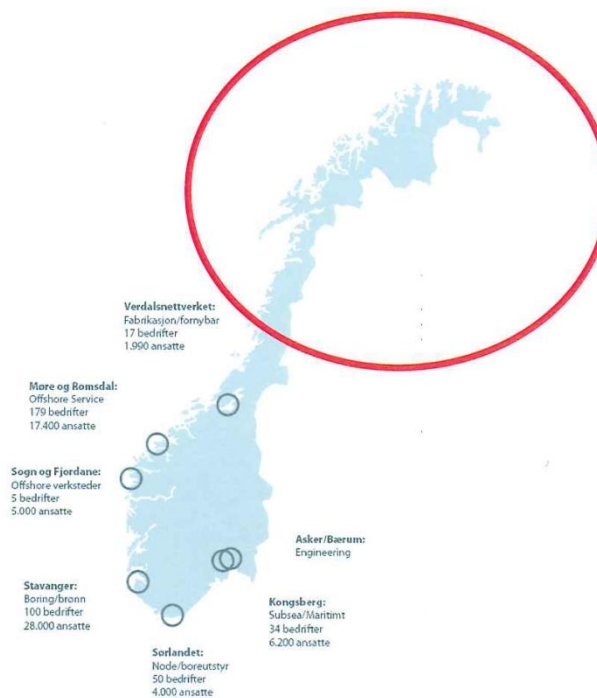 Verdalsnettverket:
Fabrikasjon/fornybar
17 bedrifter
1.990 ansatte
Møre og Romsdal:
Offshore Service
179 bedrifter
17.400 ansatte
Sogn og Fjordane:
Offshore verksteder
5 bedrifter
5.000 ansatte
Asker/Bærum:
Engineering
Stavanger:
Boring/brønn
100 bedrifter
28.000 ansatte
Kongsberg:
Subsea/Maritimt
34 bedrifter
6.200 ansatte
Sørlandet:
Node/boreutstyr
50 bedrifter
4.000 ansatte